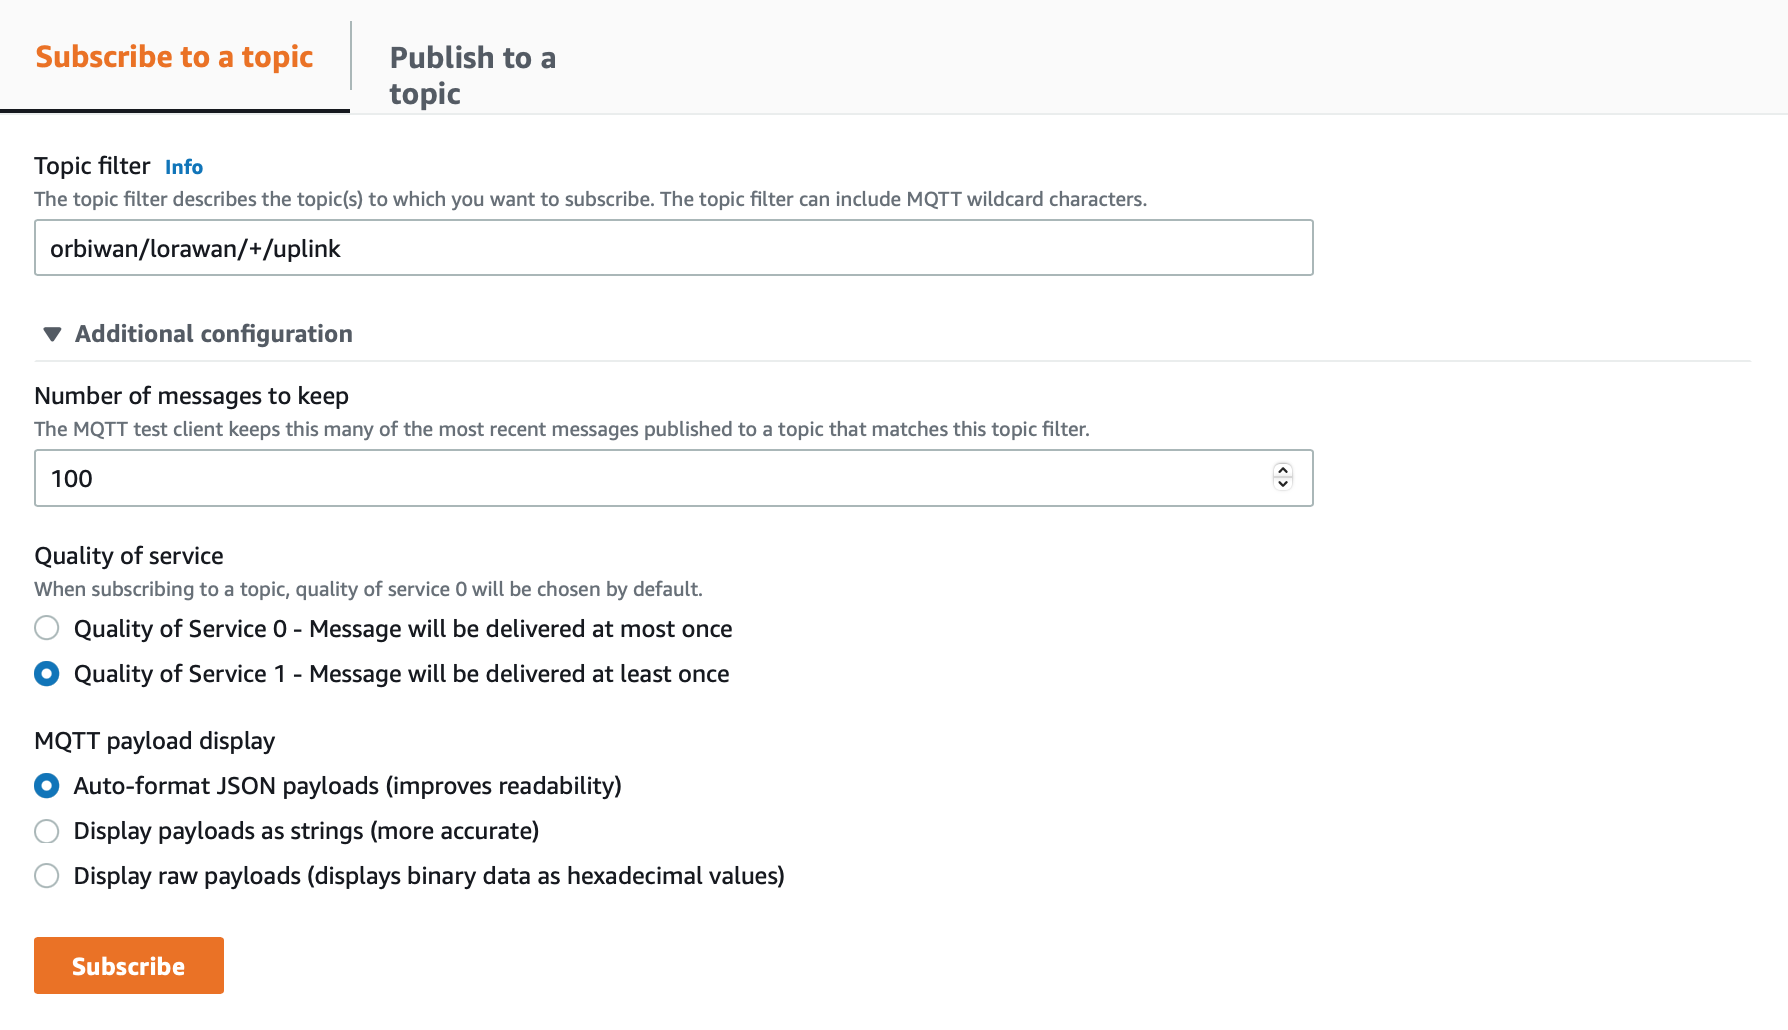 Subscribe to a topic
Publish to a
topic
Topic filter Info
The topic filter describes the topic(s) to which you want to subscribe. The topic filter can include MQTT wildcard characters.
orbiwan/lorawan/+/uplink
Additional configuration
Number of messages to keep
The MQTT test client keeps this many of the most recent messages published to a topic that matches this topic filter.
100
Quality of service
When subscribing to a topic, quality of service 0 will be chosen by default.
Quality of Service 0 - Message will be delivered at most once
Quality of Service 1 - Message will be delivered at least once
MQTT payload display
Auto-format JSON payloads (improves readability)
Display payloads as strings (more accurate)
Display raw payloads (displays binary data as hexadecimal values)
Subscribe